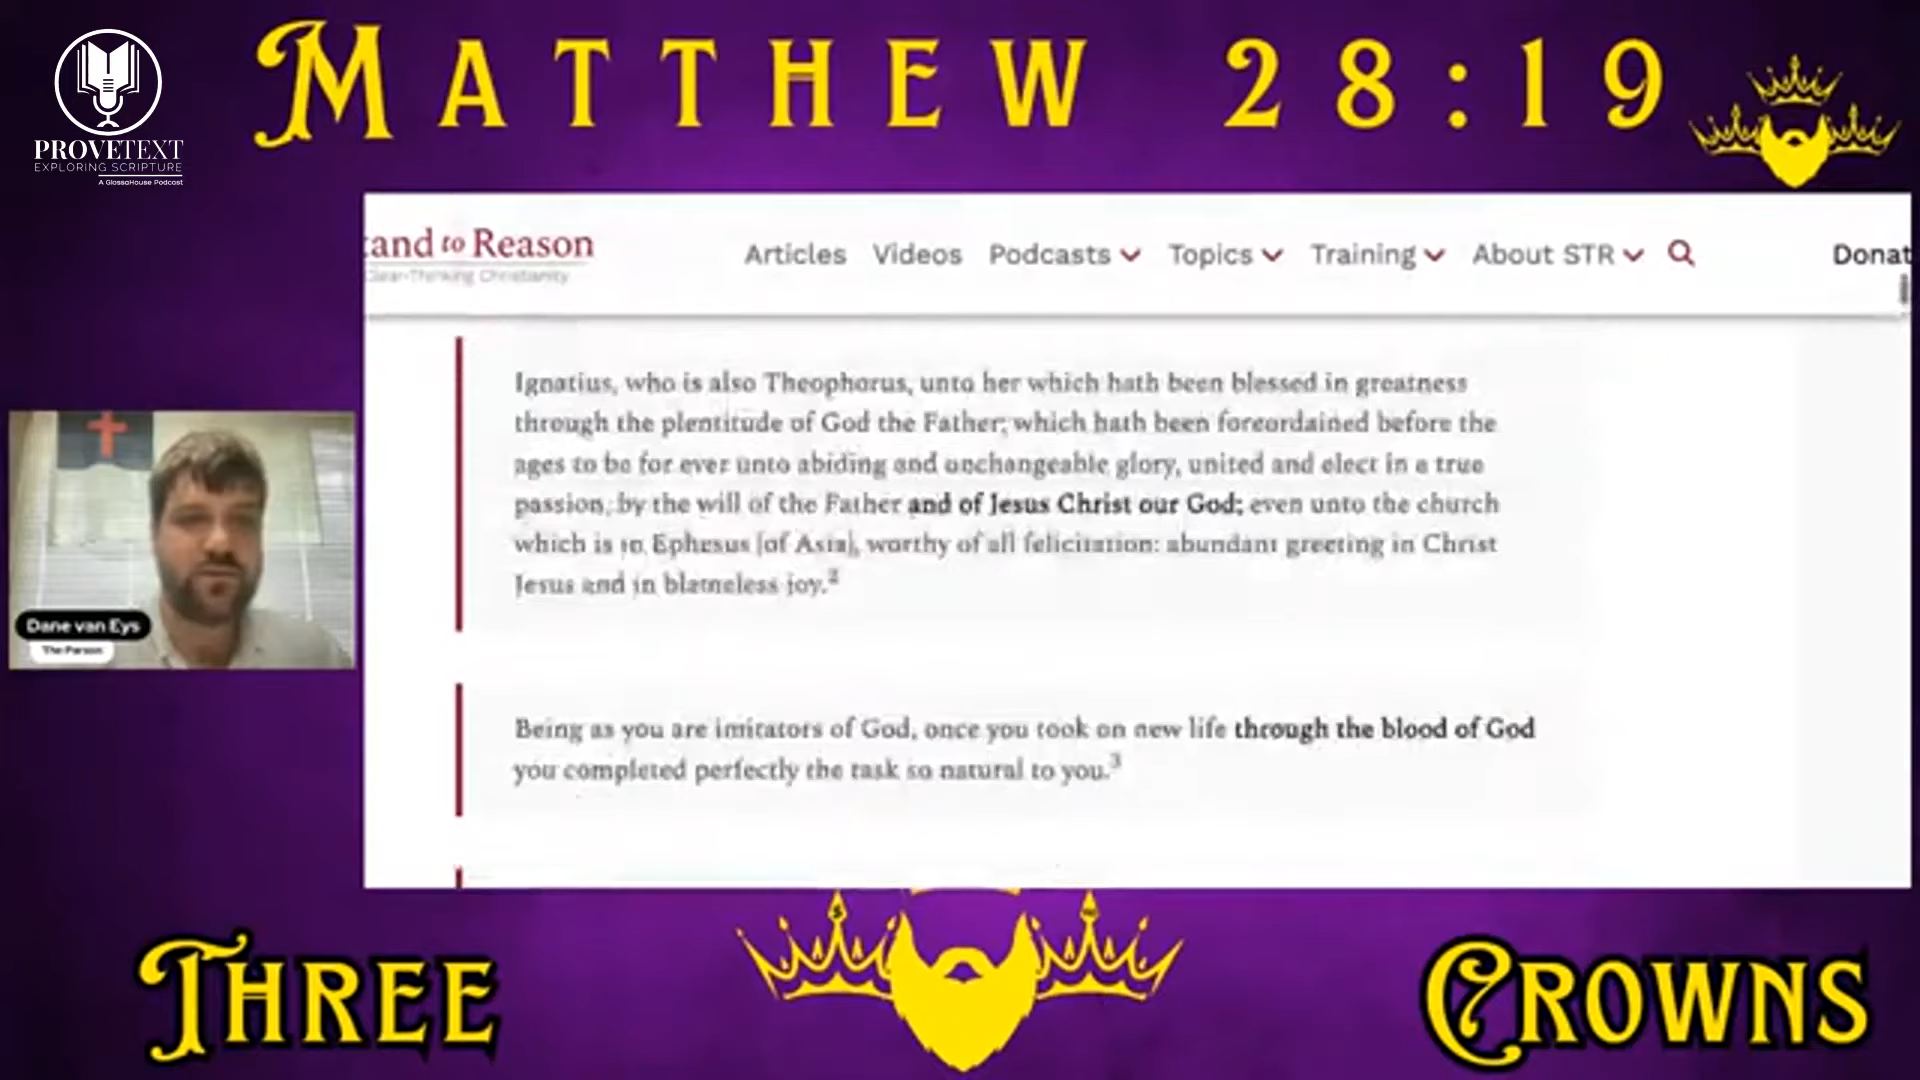 MATTHEW 28:19
PROVETEXT
EXPLORING SCRIPTURE
A GlossaHouse Podcast
tand to Reason
Clear-Thinking Christianity
Articles Videos Podcasts Topics Training About STR Donat
Ignatius, who is also Theophorus, unto her which hath been blessed in greatness
through the plentitude of God the Father; which hath been foreordained before the
ages to be for ever unto abiding and unchangeable glory, united and elect in a true
passion, by the will of the Father and of Jesus Christ our God; even unto the church
which is in Ephesus [of Asia], worthy of all felicitation: abundant greeting in Christ
Jesus and in blameless joy.2
Being as you are imitators of God, once you took on new life through the blood of God
you completed perfectly the task so natural to you.3
Dane van Eys
The Parson
THREE CROWNS